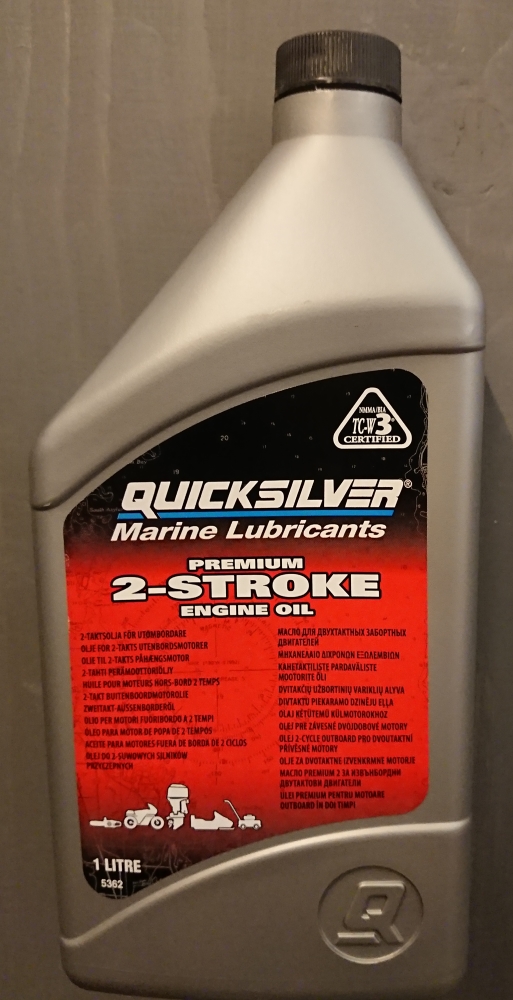 NMMA/BIA
TC-W3®
CERTIFIED
QUICKSILVER®
Marine Lubricants
PREMIUM
2-STROKE
ENGINE OIL
2-TAKTSOLJA FÖR UTOMBORDARE
OLJE FOR 2-TAKTS UTENBORDSMOTORER
OLIE TIL 2-TAKTS PÅHÆNGSMOTOR
2-TAHTI PERÄMOOTTORIÖLJY
HUILE POUR MOTEURS HORS-BORD 2 TEMPS
2-TAKT BUITENBOORDMOTOROLIE
ZWEITAKT-AUSSENBORDERÖL
OLIO PER MOTORI FUORIBORDO A 2 TEMPI
ÓLEO PARA MOTOR DE POPA DE 2 TEMPOS
ACEITE PARA MOTORES FUERA DE BORDA DE 2 CICLOS
OLEJ DO 2-SUWOWYCH SILNIKÓW
PRZYCZEPNYCH
МАСЛО ДЛЯ ДВУХТАКТНЫХ ЗАБОРТНЫХ
ДВИГАТЕЛЕЙ
ΜΗΧΑΝΕΛΑΙΟ ΔΙΧΡΟΝΩΝ ΕΞΩΛΕΜΒΙΩΝ
KAHETAKTILISTE PARDAVÄLISTE
MOOTORITE ÕLI
DVITAKČIŲ UŽBORTINIŲ VARIKLIŲ ALYVA
DIVTAKTU PIEKARAMO DZINĒJU EĻĻA
OLAJ KÉTÜTEMŰ KÜLMOTOROKHOZ
OLEJ PRE ZÁVESNÉ DVOJDOBOVÉ MOTORY
OLEJ 2-CYCLE OUTBOARD PRO DVOUTAKTNÍ
PŘÍVĚSNÉ MOTORY
OLJE ZA DVOTAKTNE IZVENKRMNE MOTORJE
МАСЛО PREMIUM 2 ЗА ИЗВЪНБОРДНИ
ДВУТАКТОВИ ДВИГАТЕЛИ
ULEI PREMIUM PENTRU MOTOARE
OUTBOARD ÎN DOI TIMPI
1 LITRE
5362
Q